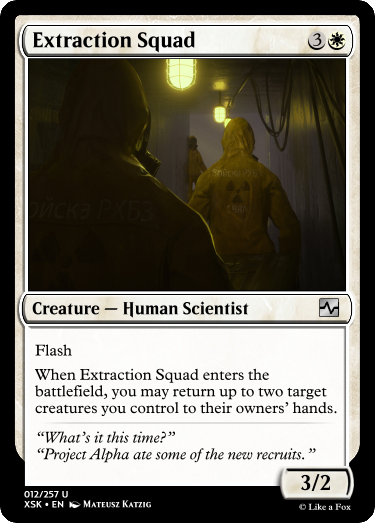 Extraction Squad 3
Creature — Human Scientist
Flash
When Extraction Squad enters the
battlefield, you may return up to two target
creatures you control to their owners' hands.
“What's it this time?”
“Project Alpha ate some of the new recruits.”
3/2
012/257 U
XSK • EN Mateusz Katzig
© Like a Fox
ойска РХБЗ